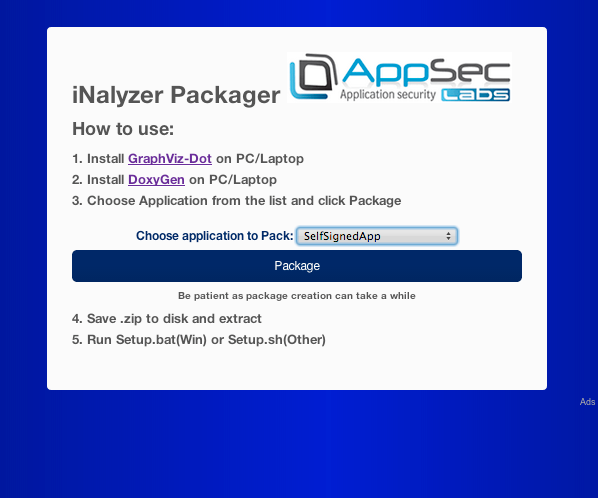 AppSec
iNalyzer Packager
Application security Labs
How to use:
1. Install GraphViz-Dot on PC/Laptop
2. Install DoxyGen on PC/Laptop
3. Choose Application from the list and click Package
Choose application to Pack: SelfSignedApp
Package
Be patient as package creation can take a while
4. Save .zip to disk and extract
5. Run Setup.bat(Win) or Setup.sh(Other)
Ads